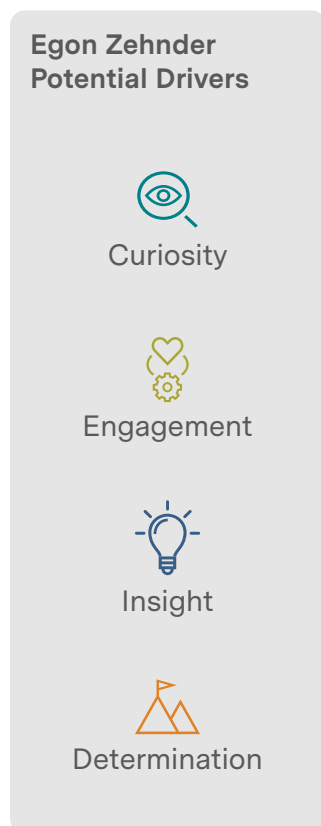 Egon Zehnder
Potential Drivers
Curiosity
Engagement
Insight
Determination